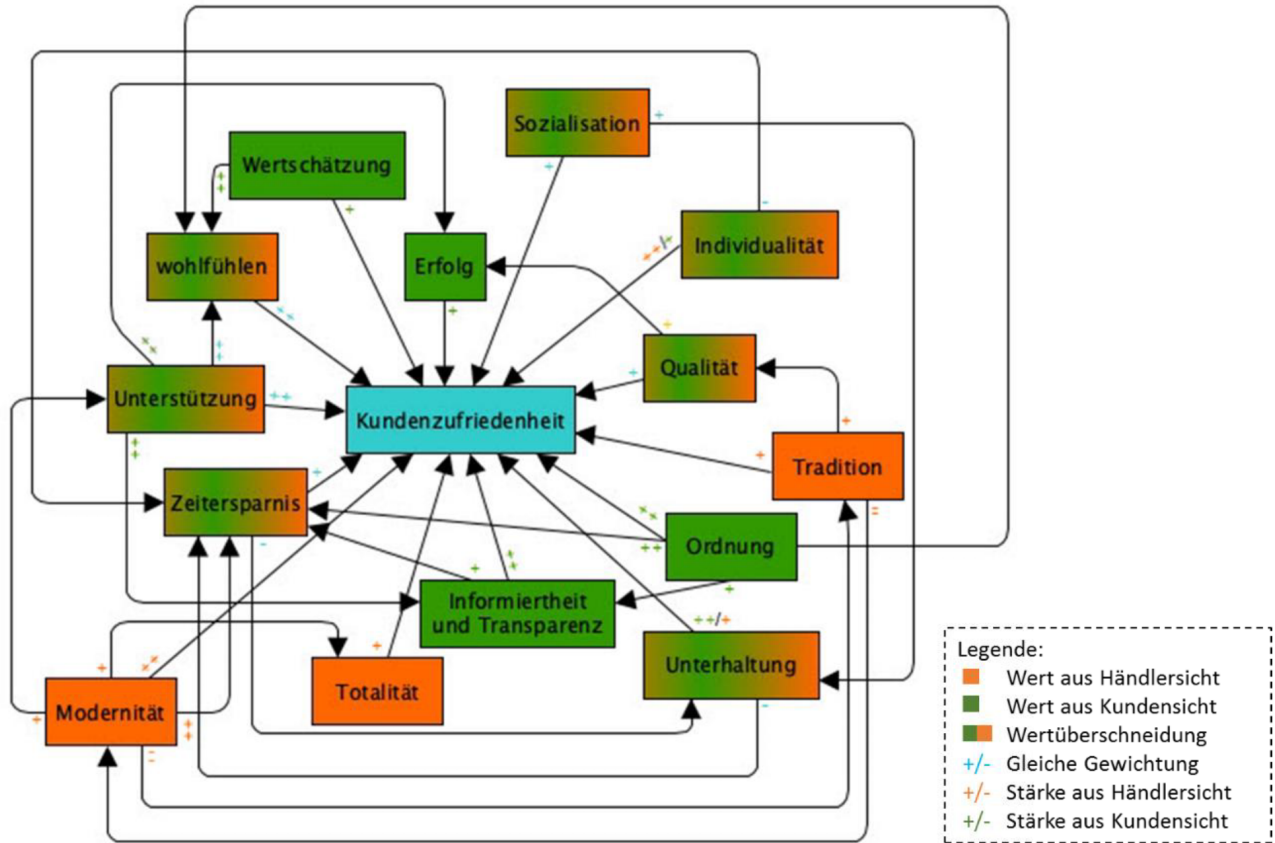 Sozialisation
+
+
Wertschätzung
++
+
-
Individualität
++/+
wohlfühlen
++
Erfolg
+
+
Qualität
+
++
++
Unterstützung
++
++
Kundenzufriedenheit
+
Tradition
+
--
Zeitersparnis
+
-
++
++
Ordnung
+
+
++
Informiertheit
und Transparenz
++/+
Unterhaltung
-
+
Totalität
+
++
Modernität
+
++
--
Legende:
Wert aus Händlersicht
Wert aus Kundensicht
Wertüberschneidung
+/- Gleiche Gewichtung
+/- Stärke aus Händlersicht
+/- Stärke aus Kundensicht